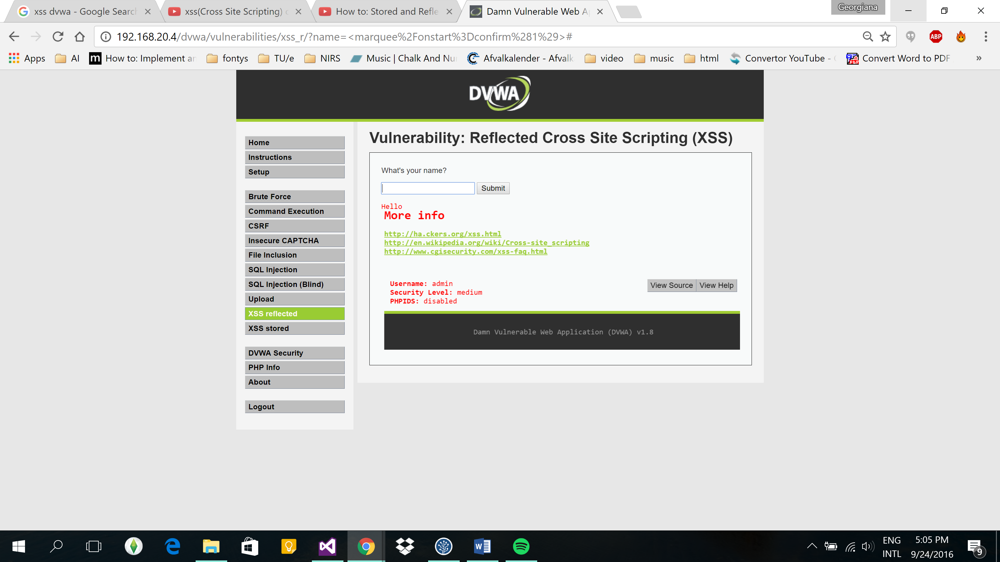 xss dvwa - Google Search
xss(Cross Site Scripting)
How to: Stored and Refle
Damn Vulnerable Web A
Georgiana
192.168.20.4/dvwa/vulnerabilities/xss_r/?name=<marquee%2Fonstart%3Dconfirm%281%29>#
ABP
Apps
AI
m
How to: Implement
fontys
TU/e
NIRS
Music | Chalk And
Afvalkalender - Afvalk
video
music
html
Convertor YouTube -
Convert Word to PDF
»
DVWA
Home
Instructions
Setup
Brute Force
Command Execution
CSRF
Insecure CAPTCHA
File Inclusion
SQL Injection
SQL Injection (Blind)
Upload
XSS reflected
XSS stored
DVWA Security
PHP Info
About
Logout
Vulnerability: Reflected Cross Site Scripting (XSS)
What's your name?
Submit
Hello
More info
http://ha.ckers.org/xss.html
http://en.wikipedia.org/wiki/Cross-site_scripting
http://www.cgisecurity.com/xss-faq.html
Username: admin
Security Level: medium
PHPIDS: disabled
View Source
View Help
Damn Vulnerable Web Application (DVWA) v1.8
ENG
INTL
5:05 PM
9/24/2016
9